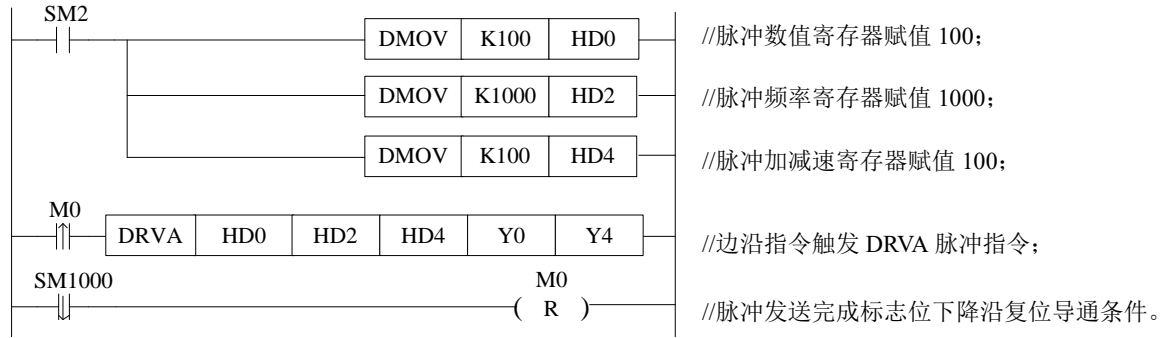 SM2
DMOV K100 HD0 //脉冲数值寄存器赋值 100；
DMOV K1000 HD2 //脉冲频率寄存器赋值 1000；
DMOV K100 HD4 //脉冲加减速寄存器赋值 100；
M0
DRVA HD0 HD2 HD4 Y0 Y4 //边沿指令触发 DRVA 脉冲指令；
SM1000 M0
( R ) //脉冲发送完成标志位下降沿复位导通条件。